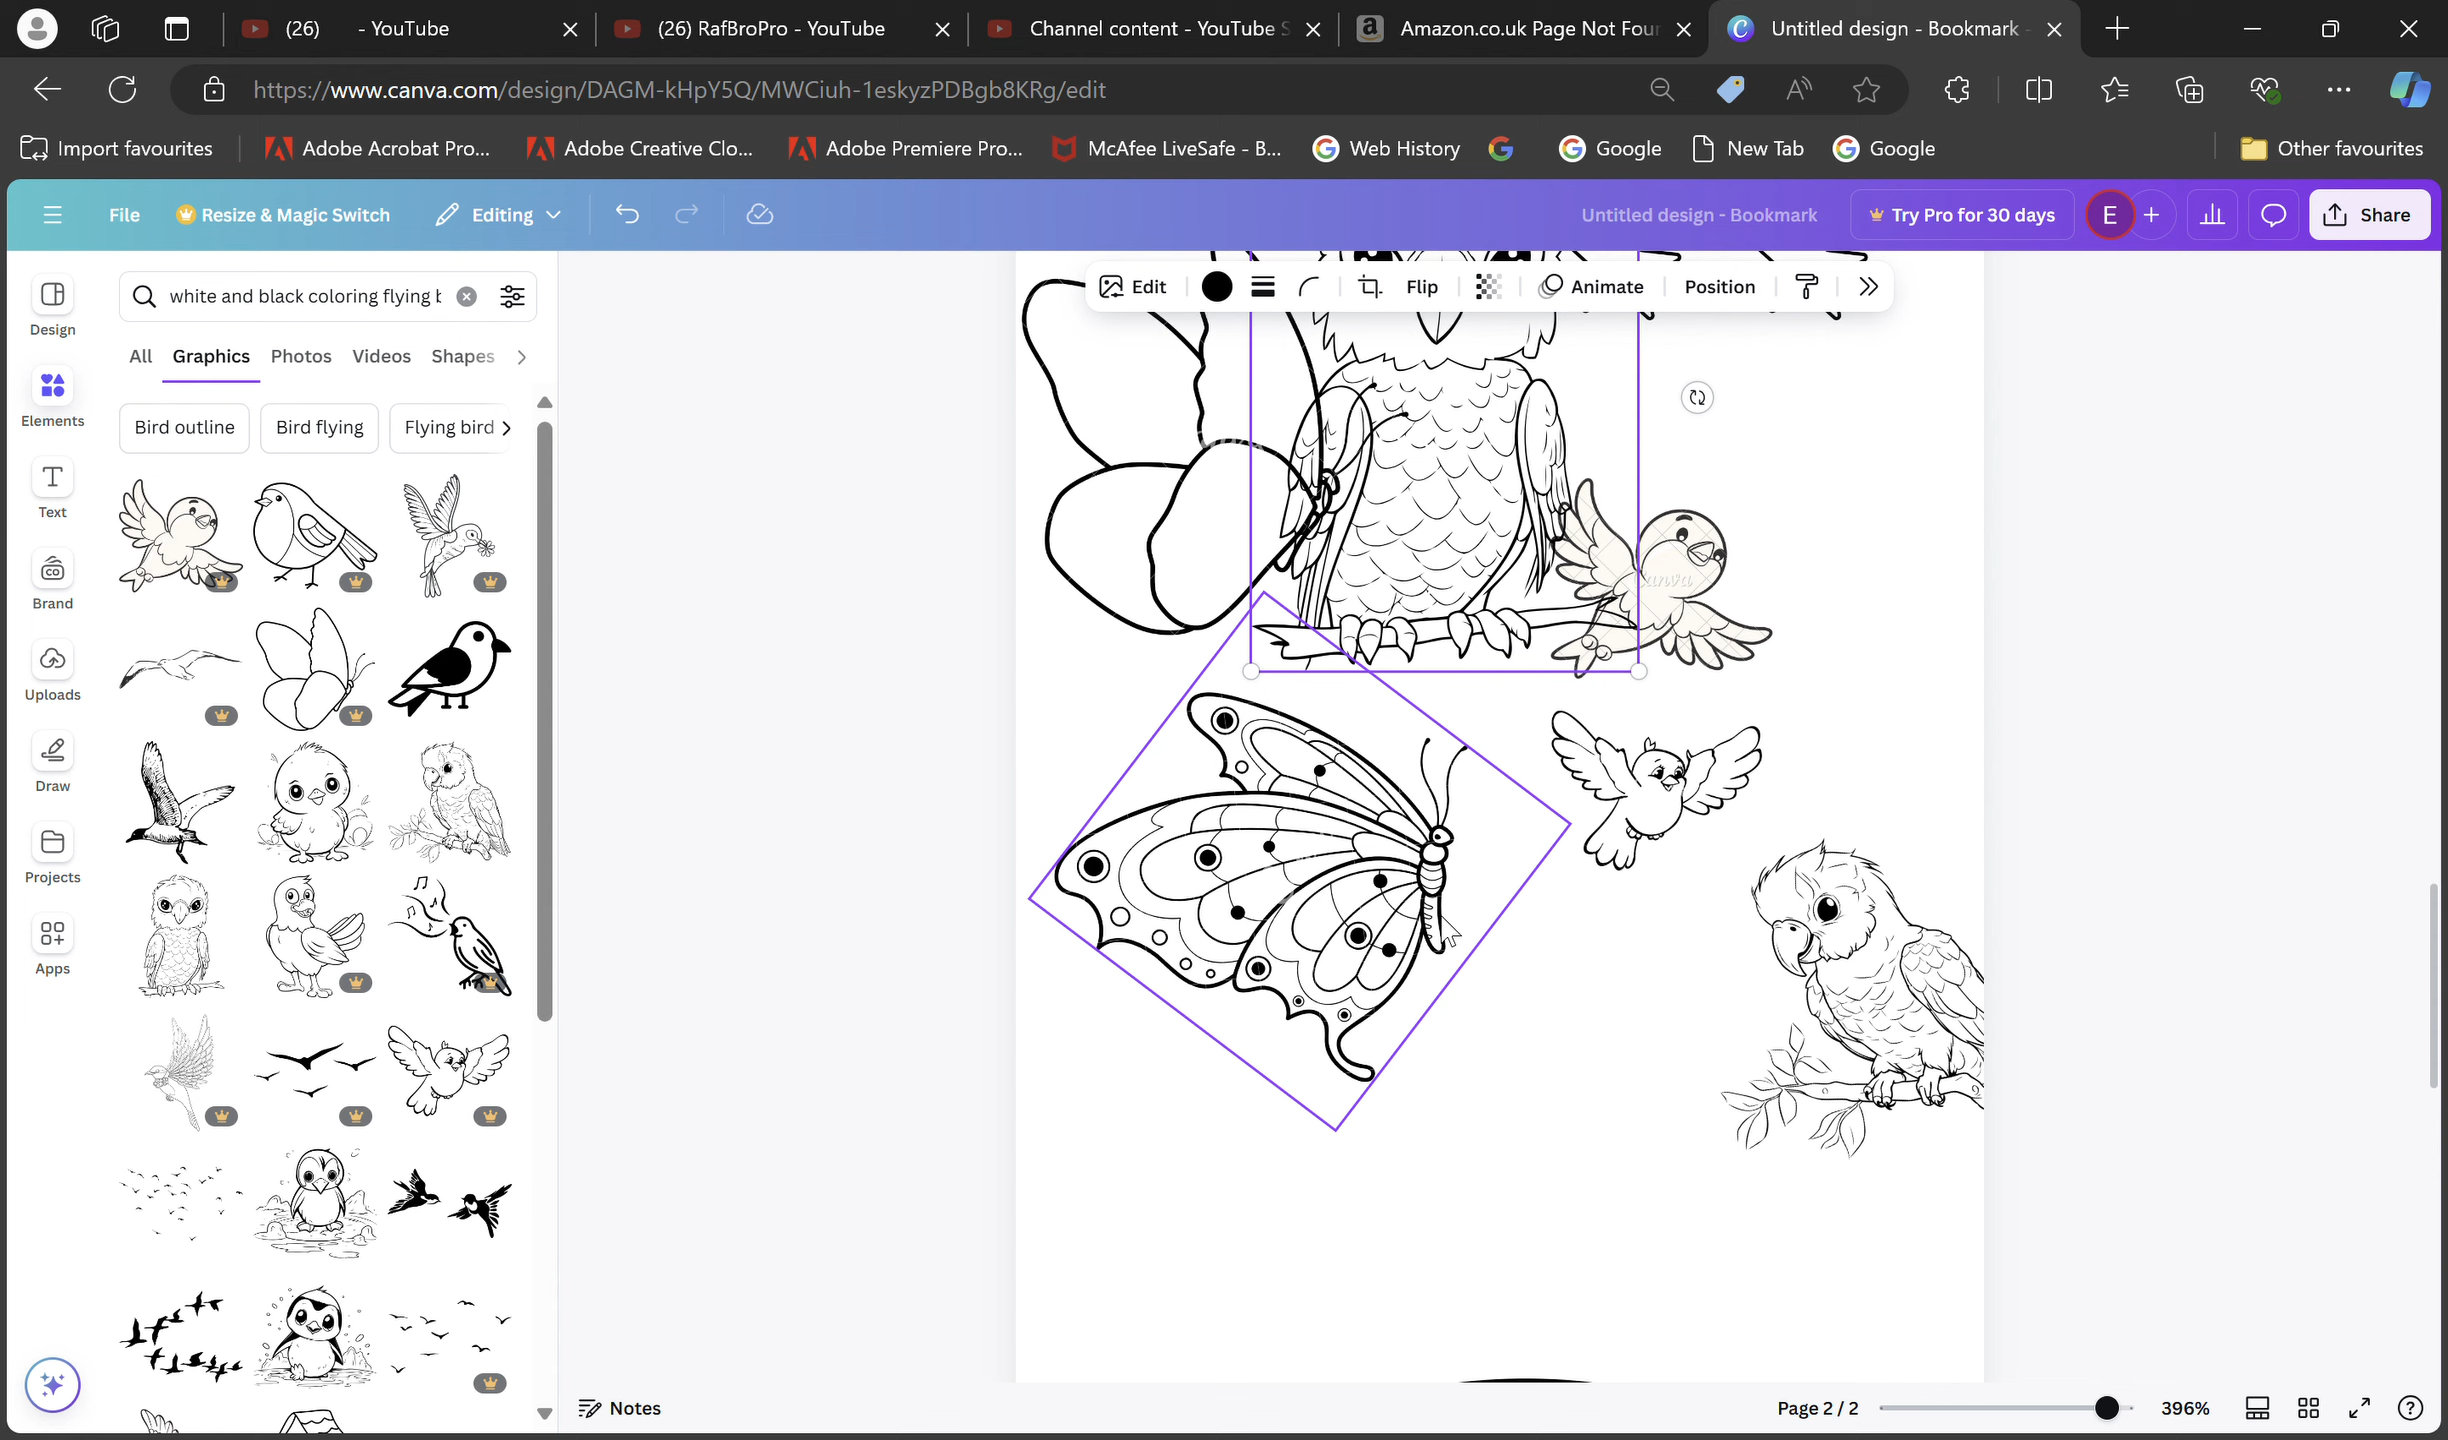 (26) - YouTube
(26) RafBroPro - YouTube
Channel content - YouTube S
Amazon.co.uk Page Not Four
Untitled design - Bookmark -
https://www.canva.com/design/DAGM-kHpY5Q/MWCiuh-1eskyzPDBgb8KRg/edit
Import favourites
Adobe Acrobat Pro...
Adobe Creative Clo...
Adobe Premiere Pro...
McAfee LiveSafe - B...
Web History
Google
New Tab
Google
Other favourites
File
Resize & Magic Switch
Editing
Untitled design - Bookmark
Try Pro for 30 days
E
Share
Design
Elements
Text
Brand
Uploads
Draw
Projects
Apps
white and black coloring flying b
All Graphics Photos Videos Shapes
Bird outline
Bird flying
Flying bird
Edit
Flip
Animate
Position
Canva
Notes
Page 2 / 2
396%